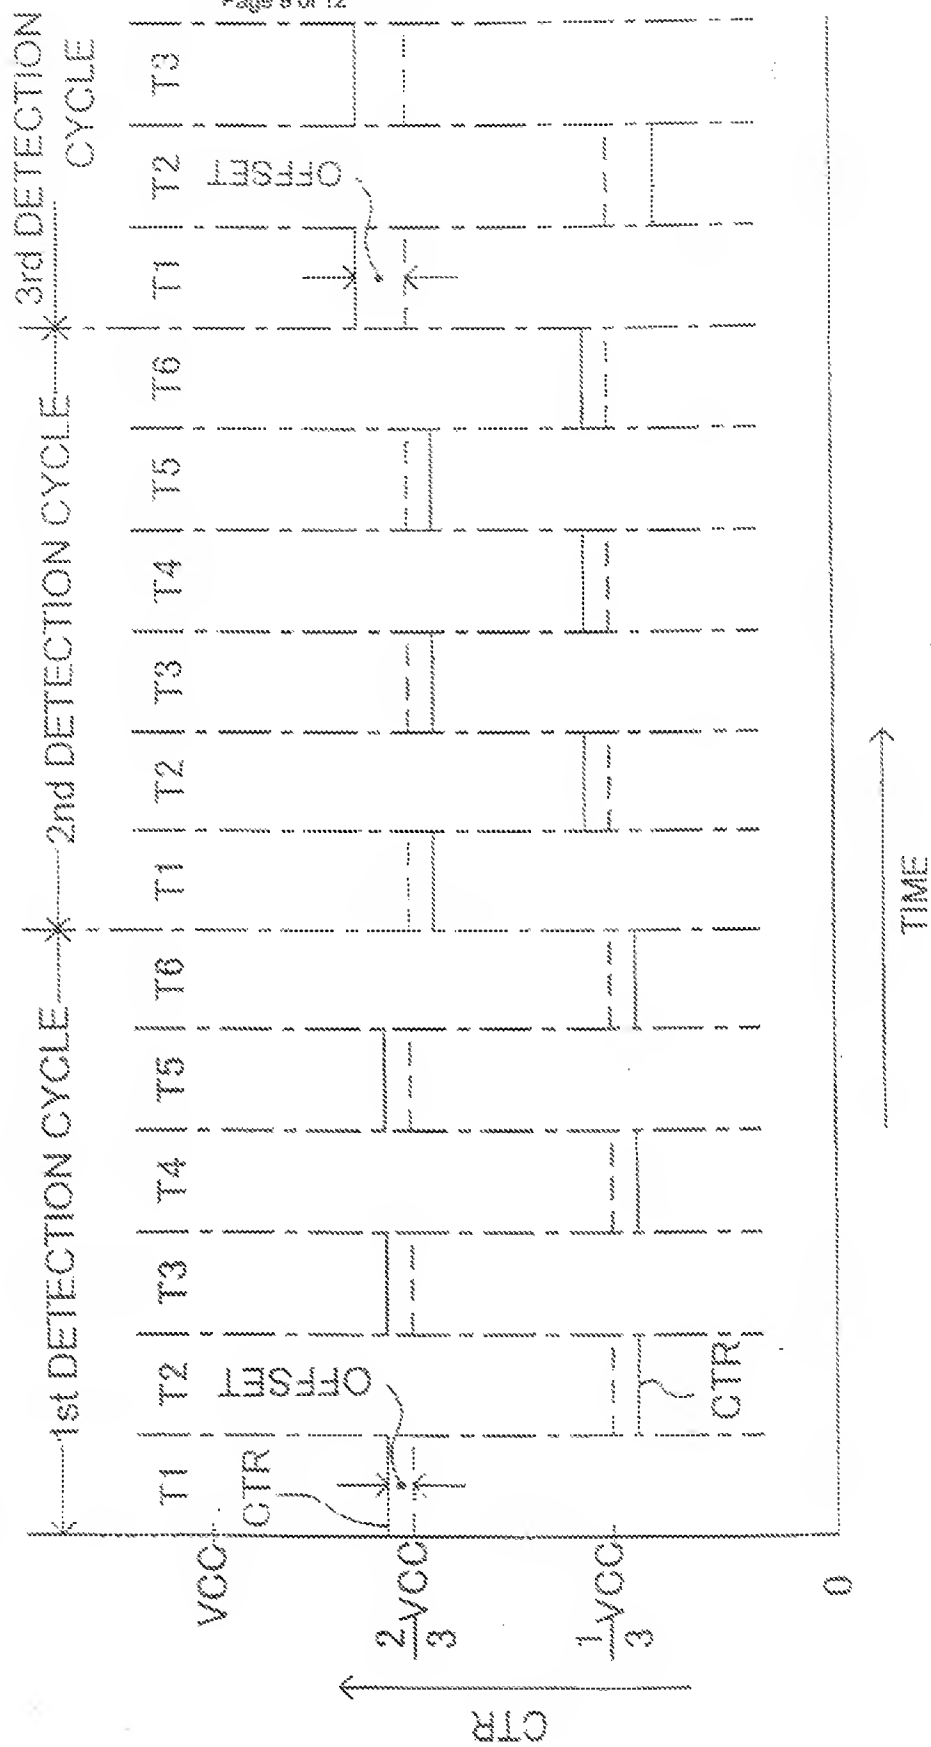 Page 9 of 12
1st DETECTION CYCLE
2nd DETECTION CYCLE
3rd DETECTION
CYCLE
T1 T2 T3 T4 T5 T6 T1 T2 T3 T4 T5 T6 T1 T2 T3
VCC
2/3 VCC
1/3 VCC
0
CTR
CTR
OFFSET
CTR
OFFSET
TIME